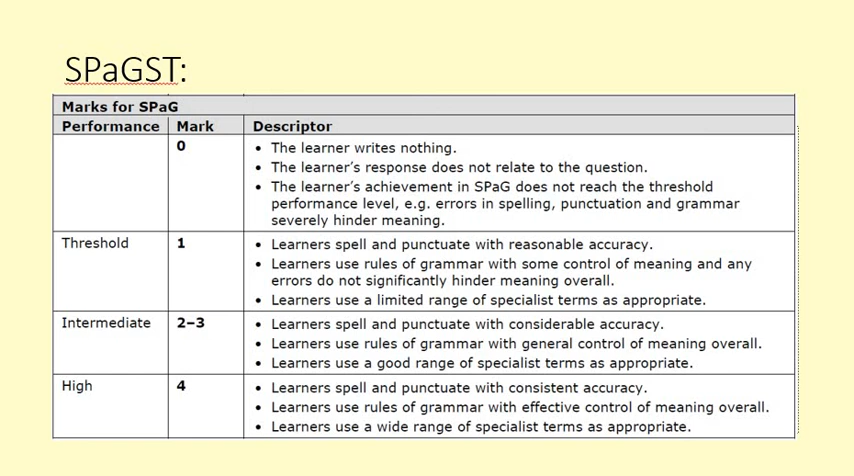 SPaGST:
Marks for SPaG
Performance Mark Descriptor
0 • The learner writes nothing.
• The learner's response does not relate to the question.
• The learner's achievement in SPaG does not reach the threshold
performance level, e.g. errors in spelling, punctuation and grammar
severely hinder meaning.
Threshold 1 • Learners spell and punctuate with reasonable accuracy.
• Learners use rules of grammar with some control of meaning and any
errors do not significantly hinder meaning overall.
• Learners use a limited range of specialist terms as appropriate.
Intermediate 2–3 • Learners spell and punctuate with considerable accuracy.
• Learners use rules of grammar with general control of meaning overall.
• Learners use a good range of specialist terms as appropriate.
High 4 • Learners spell and punctuate with consistent accuracy.
• Learners use rules of grammar with effective control of meaning overall.
• Learners use a wide range of specialist terms as appropriate.